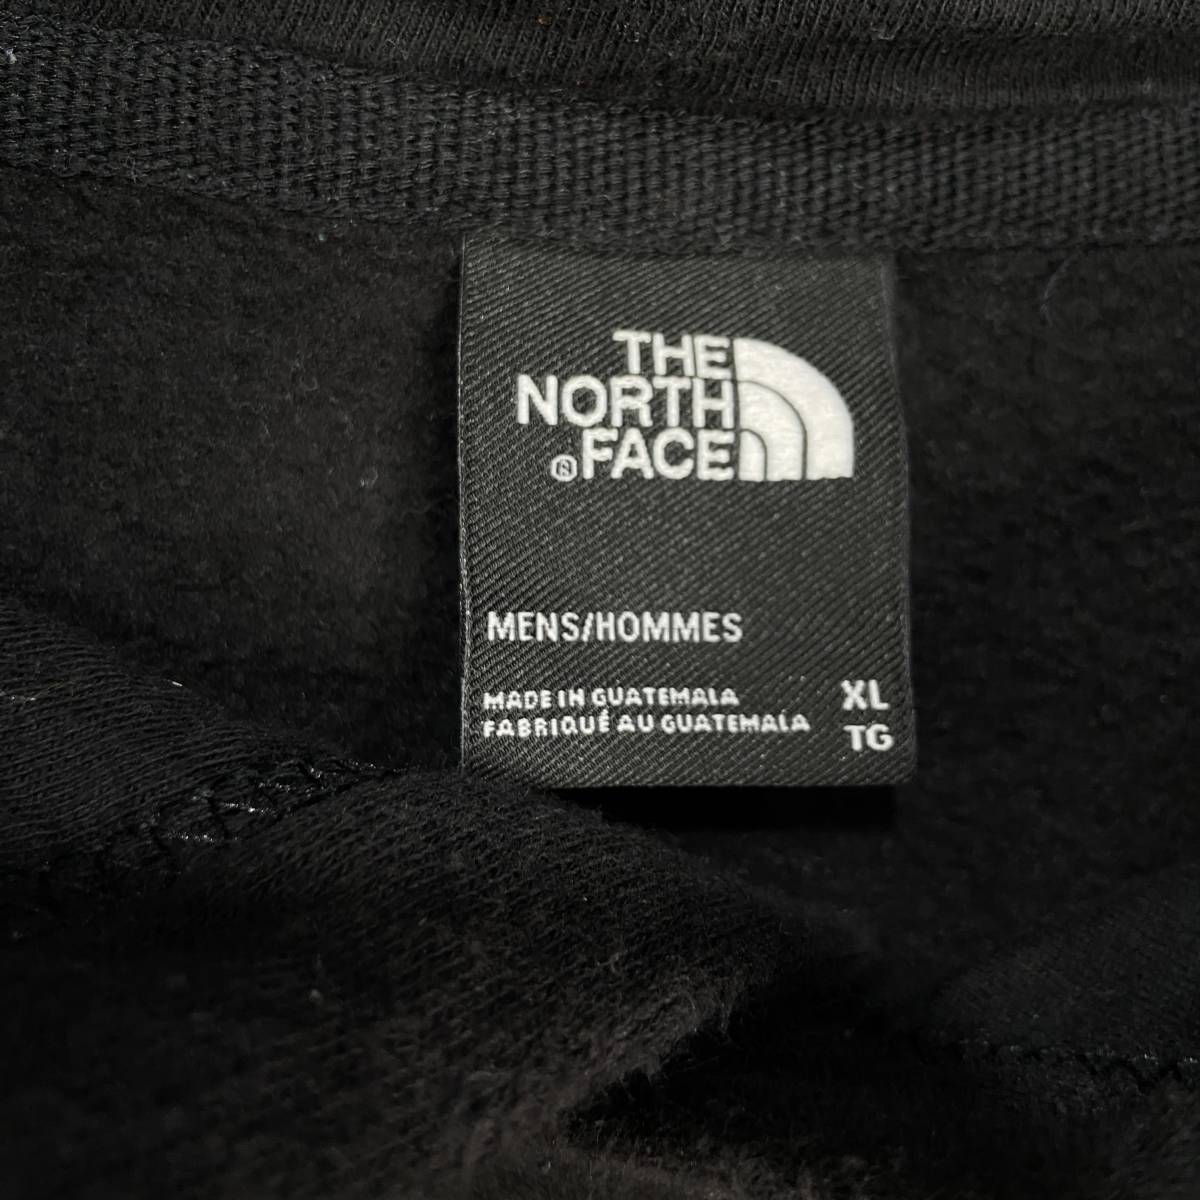 THE
NORTH
®FACE
MENS/HOMMES
MADE IN GUATEMALA
FABRIQUÉ AU GUATEMALA
XL
TG